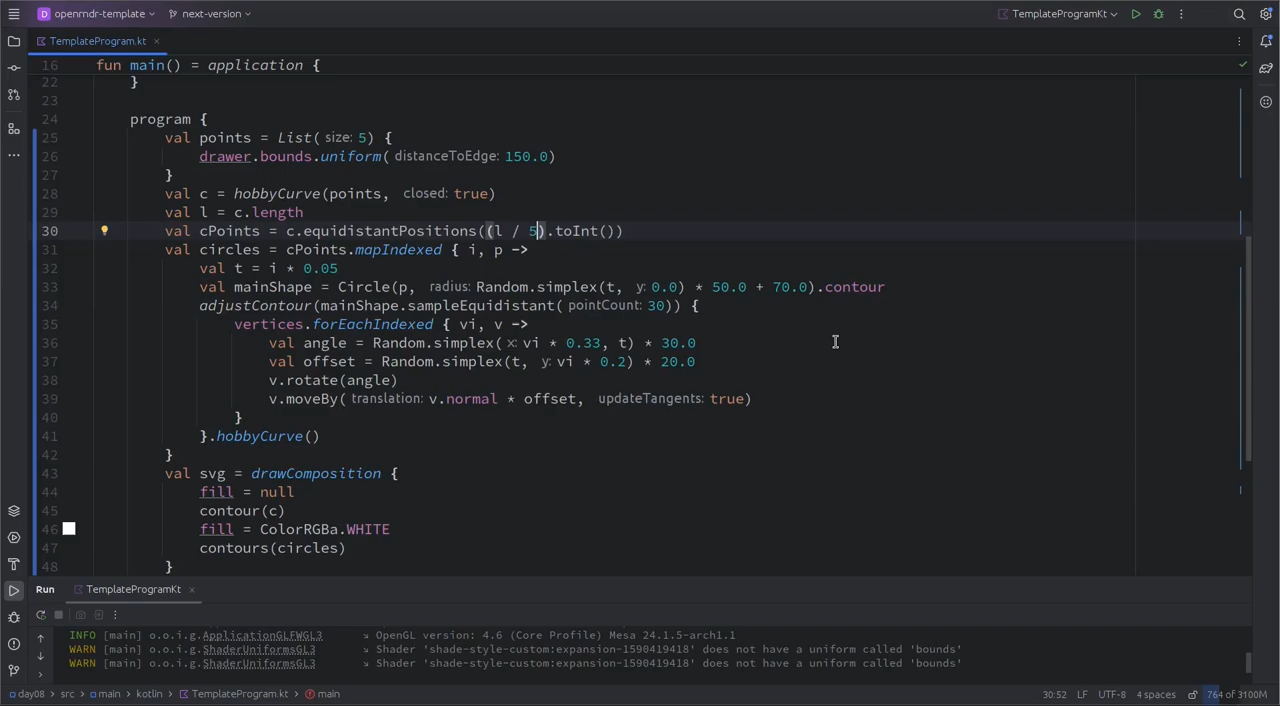 openrndr-template next-version TemplateProgramKt
TemplateProgram.kt
16 fun main() = application {
22 }
23
24 program {
25 val points = List( size: 5) {
26 drawer.bounds.uniform( distanceToEdge: 150.0)
27 }
28 val c = hobbyCurve(points, closed: true)
29 val l = c.length
30 val cPoints = c.equidistantPositions((l / 5).toInt())
31 val circles = cPoints.mapIndexed { i, p ->
32 val t = i * 0.05
33 val mainShape = Circle(p, radius: Random.simplex(t, y: 0.0) * 50.0 + 70.0).contour
34 adjustContour(mainShape.sampleEquidistant( pointCount: 30)) {
35 vertices.forEachIndexed { vi, v ->
36 val angle = Random.simplex( x: vi * 0.33, t) * 30.0
37 val offset = Random.simplex(t, y: vi * 0.2) * 20.0
38 v.rotate(angle)
39 v.moveBy( translation: v.normal * offset, updateTangents: true)
40 }
41 }.hobbyCurve()
42 }
43 val svg = drawComposition {
44 fill = null
45 contour(c)
46 fill = ColorRGBa.WHITE
47 contours(circles)
48 }
Run TemplateProgramKt
INFO [main] o.o.i.g.ApplicationGLFWGL3 ↘ OpenGL version: 4.6 (Core Profile) Mesa 24.1.5-arch1.1
WARN [main] o.o.i.g.ShaderUniformsGL3 ↘ Shader 'shade-style-custom:expansion-1590419418' does not have a uniform called 'bounds'
WARN [main] o.o.i.g.ShaderUniformsGL3 ↘ Shader 'shade-style-custom:expansion-1590419418' does not have a uniform called 'bounds'
day08 > src > main > kotlin > TemplateProgram.kt > main 30:52 LF UTF-8 4 spaces 764 of 3100M